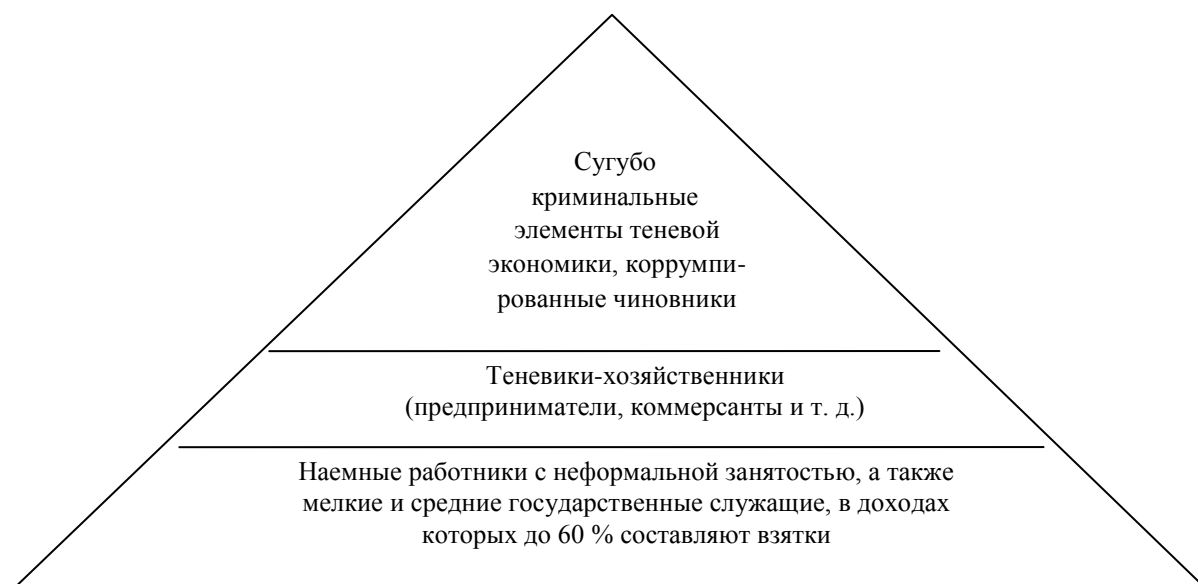 Сугубо
криминальные
элементы теневой
экономики, коррумпи-
рованные чиновники
Теневики-хозяйственники
(предприниматели, коммерсанты и т. д.)
Наемные работники с неформальной занятостью, а также
мелкие и средние государственные служащие, в доходах
которых до 60 % составляют взятки